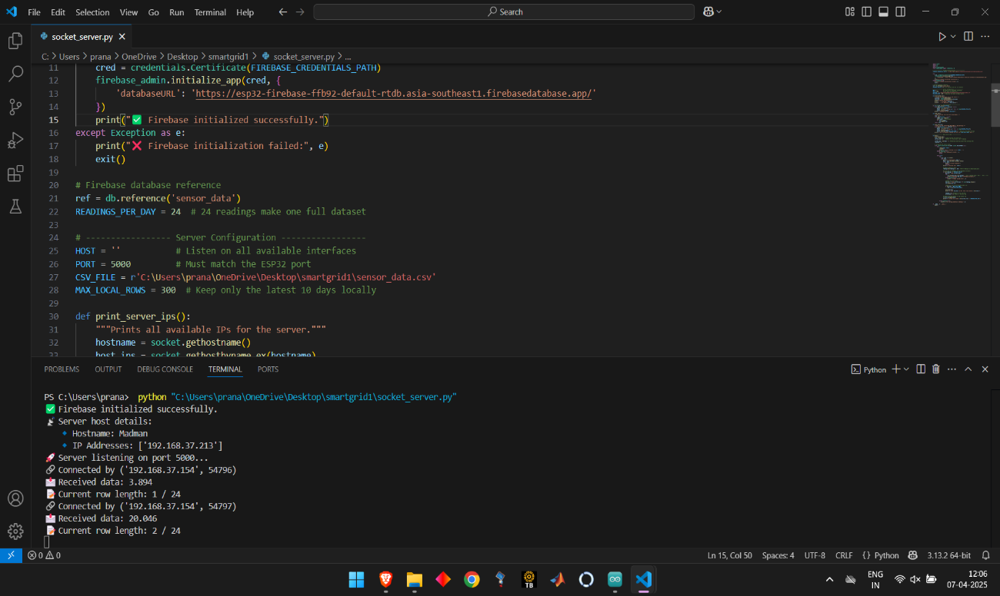 File Edit Selection View Go Run Terminal Help
Search
socket_server.py
C: > Users > prana > OneDrive > Desktop > smartgrid1 > socket_server.py > ...
11 cred = credentials.Certificate(FIREBASE_CREDENTIALS_PATH)
12 firebase_admin.initialize_app(cred, {
13 'databaseURL': 'https://esp32-firebase-ffb92-default-rtdb.asia-southeast1.firebasedatabase.app/'
14 })
15 print("✅ Firebase initialized successfully.")
16 except Exception as e:
17 print("❌ Firebase initialization failed:", e)
18 exit()
19
20 # Firebase database reference
21 ref = db.reference('sensor_data')
22 READINGS_PER_DAY = 24 # 24 readings make one full dataset
23
24 # ----------------- Server Configuration -----------------
25 HOST = '' # Listen on all available interfaces
26 PORT = 5000 # Must match the ESP32 port
27 CSV_FILE = r'C:\Users\prana\OneDrive\Desktop\smartgrid1\sensor_data.csv'
28 MAX_LOCAL_ROWS = 300 # Keep only the latest 10 days locally
29
30 def print_server_ips():
31 """Prints all available IPs for the server."""
32 hostname = socket.gethostname()
33 host_ips = socket.gethostbyname_ex(hostname)
PROBLEMS OUTPUT DEBUG CONSOLE TERMINAL PORTS
Python
PS C:\Users\prana> python "C:\Users\prana\OneDrive\Desktop\smartgrid1\socket_server.py"
✅ Firebase initialized successfully.
📡 Server host details:
🔹 Hostname: Madman
🔹 IP Addresses: ['192.168.37.213']
🚀 Server listening on port 5000...
🔗 Connected by ('192.168.37.154', 54796)
📩 Received data: 3.894
📝 Current row length: 1 / 24
🔗 Connected by ('192.168.37.154', 54797)
📩 Received data: 20.046
📝 Current row length: 2 / 24
0 0
Ln 15, Col 50 Spaces: 4 UTF-8 CRLF {} Python 3.13.2 64-bit
TB
ENG
IN
12:06
07-04-2025